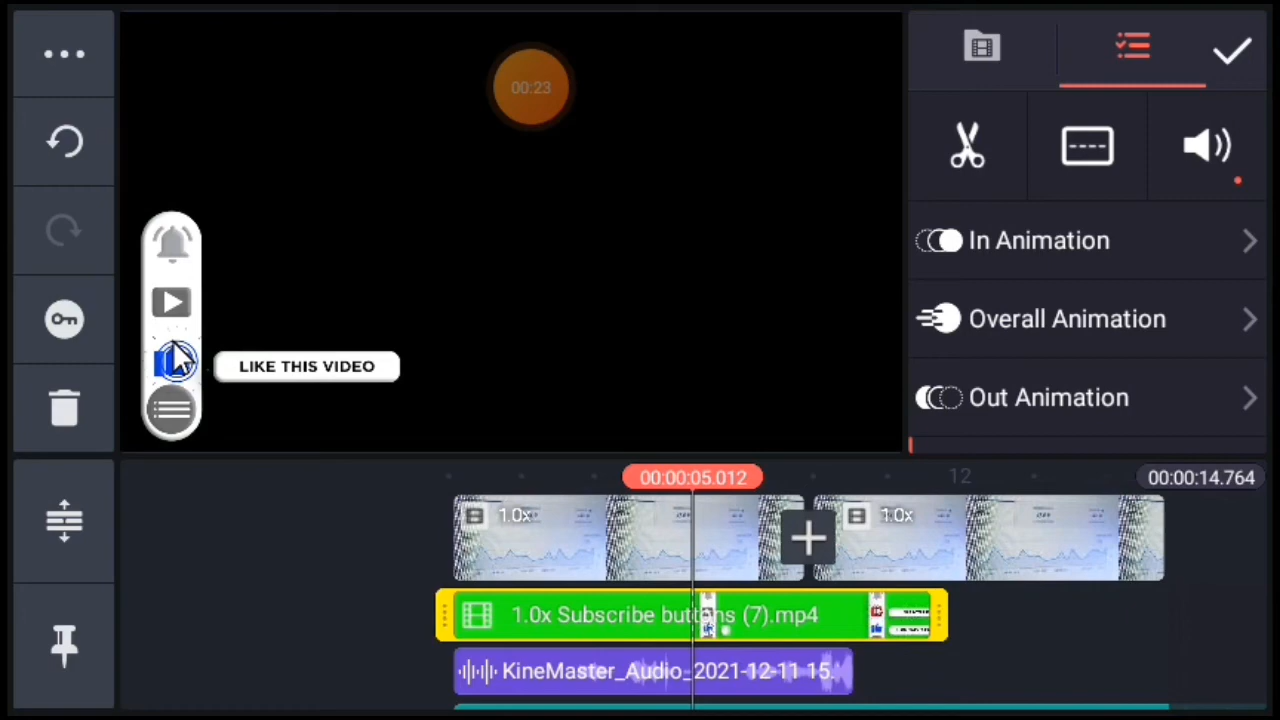 00:23
LIKE THIS VIDEO
In Animation
Overall Animation
Out Animation
00:00:05.012
12
00:00:14.764
1.0x
1.0x
1.0x Subscribe buttons (7).mp4
KineMaster_Audio_2021-12-11 15.